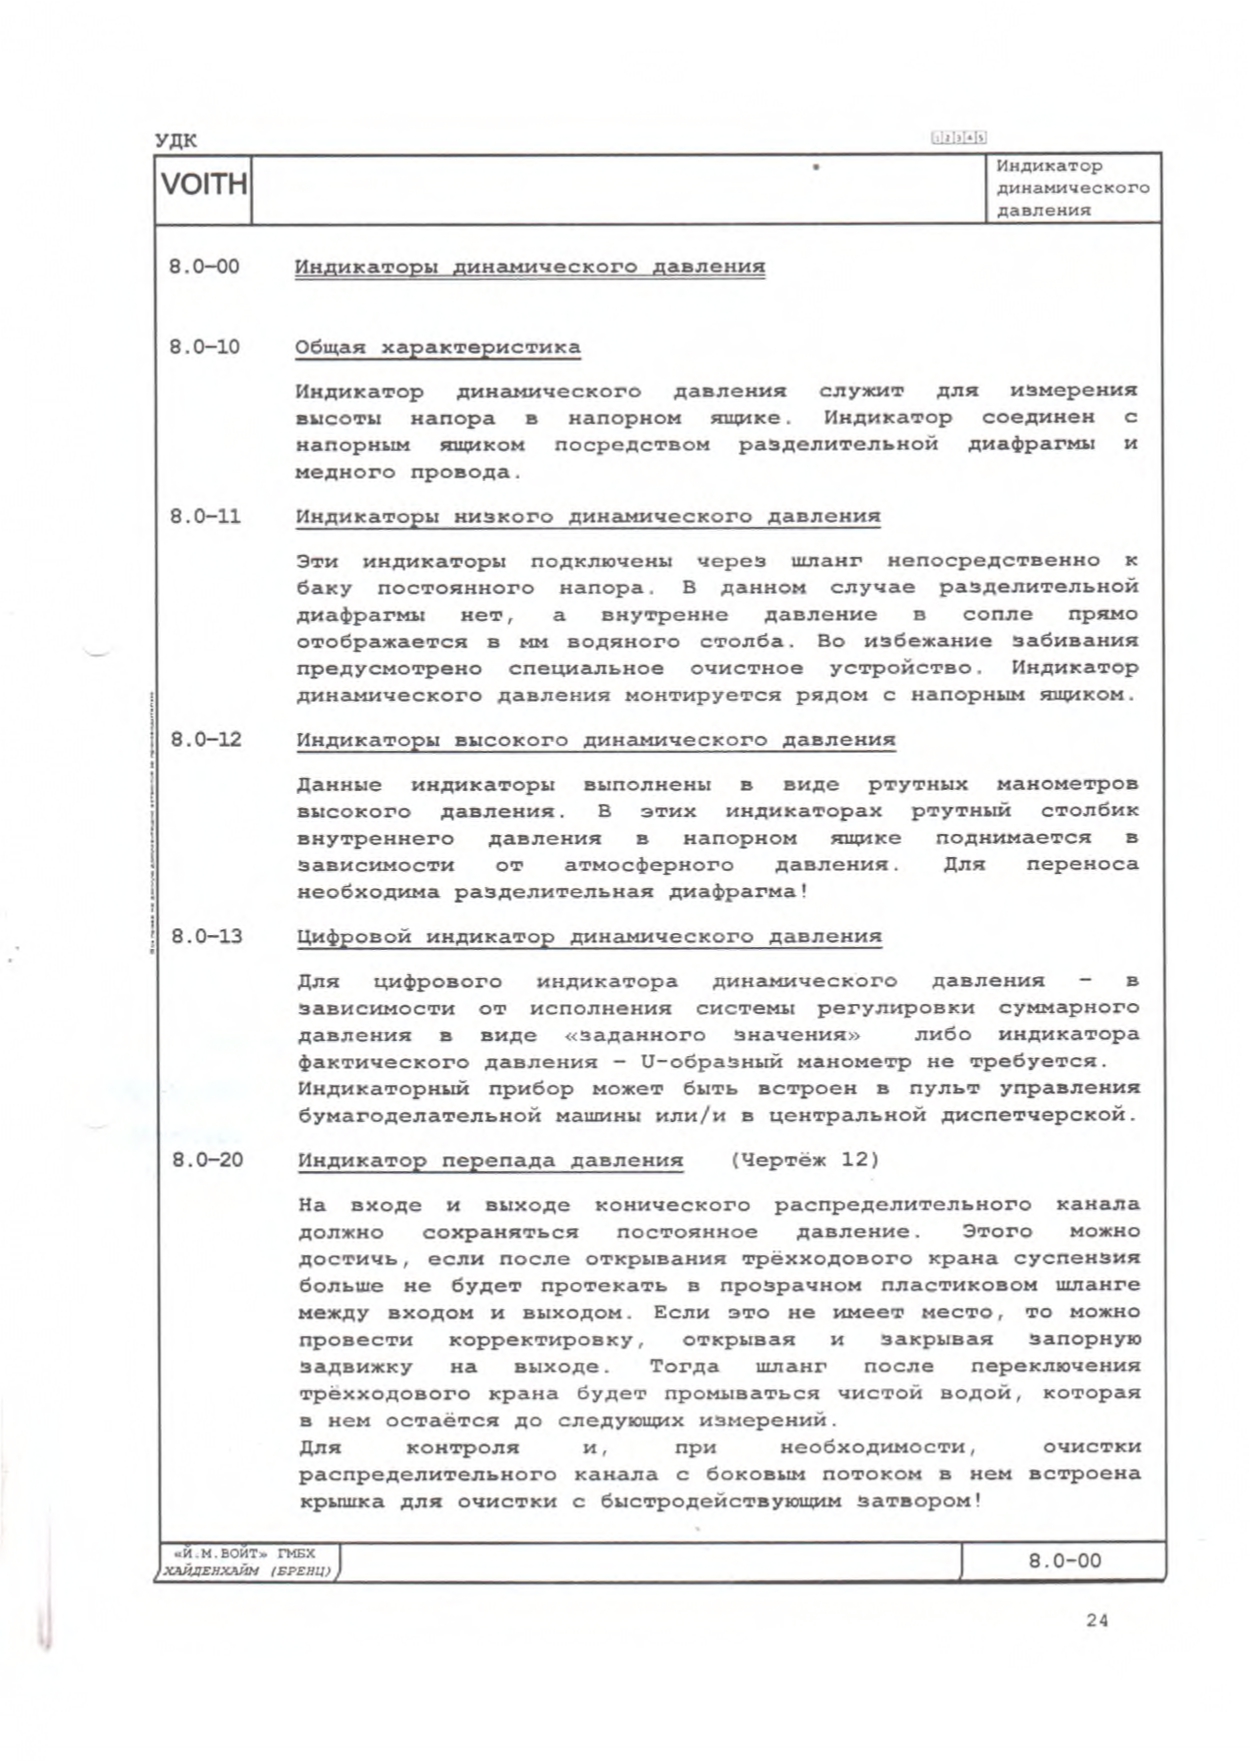 УДК
1 2 3 4 5
VOITH
Индикатор
динамического
давления
8.0-00 Индикаторы динамического давления
8.0-10 Общая характеристика
Индикатор динамического давления служит для измерения
высоты напора в напорном ящике. Индикатор соединен с
напорным ящиком посредством разделительной диафрагмы и
медного провода.
8.0-11 Индикаторы низкого динамического давления
Эти индикаторы подключены через шланг непосредственно к
баку постоянного напора. В данном случае разделительной
диафрагмы нет, а внутренне давление в сопле прямо
отображается в мм водяного столба. Во избежание забивания
предусмотрено специальное очистное устройство. Индикатор
динамического давления монтируется рядом с напорным ящиком.
8.0-12 Индикаторы высокого динамического давления
Данные индикаторы выполнены в виде ртутных манометров
высокого давления. В этих индикаторах ртутный столбик
внутреннего давления в напорном ящике поднимается в
зависимости от атмосферного давления. Для переноса
необходима разделительная диафрагма!
8.0-13 Цифровой индикатор динамического давления
Для цифрового индикатора динамического давления – в
зависимости от исполнения системы регулировки суммарного
давления в виде «заданного значения» либо индикатора
фактического давления – U-образный манометр не требуется.
Индикаторный прибор может быть встроен в пульт управления
бумагоделательной машины или/и в центральной диспетчерской.
8.0-20 Индикатор перепада давления (Чертёж 12)
На входе и выходе конического распределительного канала
должно сохраняться постоянное давление. Этого можно
достичь, если после открывания трёхходового крана суспензия
больше не будет протекать в прозрачном пластиковом шланге
между входом и выходом. Если это не имеет место, то можно
провести корректировку, открывая и закрывая запорную
задвижку на выходе. Тогда шланг после переключения
трёхходового крана будет промываться чистой водой, которая
в нем остаётся до следующих измерений.
Для контроля и, при необходимости, очистки
распределительного канала с боковым потоком в нем встроена
крышка для очистки с быстродействующим затвором!
«Й.М.ВОЙТ» ГМБХ
ХАЙДЕНХАЙМ (БРЕНЦ)
8.0-00
24